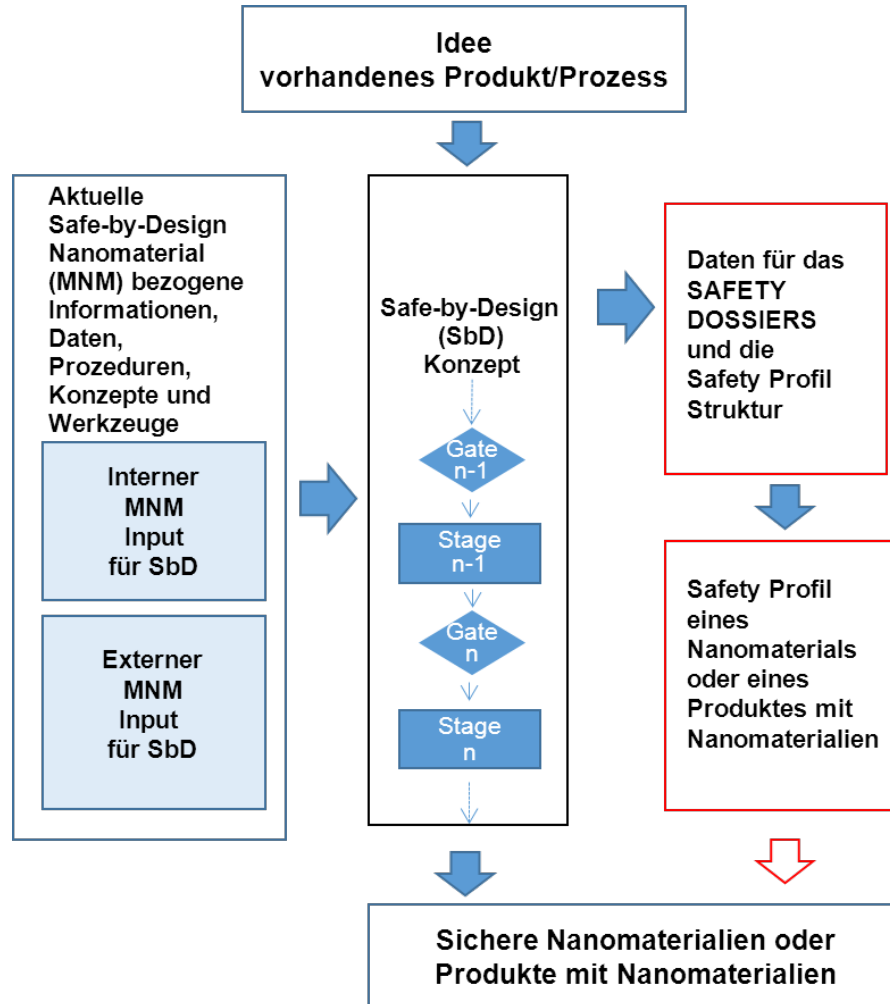 Idee
vorhandenes Produkt/Prozess
Aktuelle
Safe-by-Design
Nanomaterial
(MNM) bezogene
Informationen,
Daten,
Prozeduren,
Konzepte und
Werkzeuge
Interner
MNM
Input
für SbD
Externer
MNM
Input
für SbD
Safe-by-Design
(SbD)
Konzept
Gate
n-1
Stage
n-1
Gate
n
Stage
n
Daten für das
SAFETY
DOSSIERS
und die
Safety Profil
Struktur
Safety Profil
eines
Nanomaterials
oder eines
Produktes mit
Nanomaterialien
Sichere Nanomaterialien oder
Produkte mit Nanomaterialien